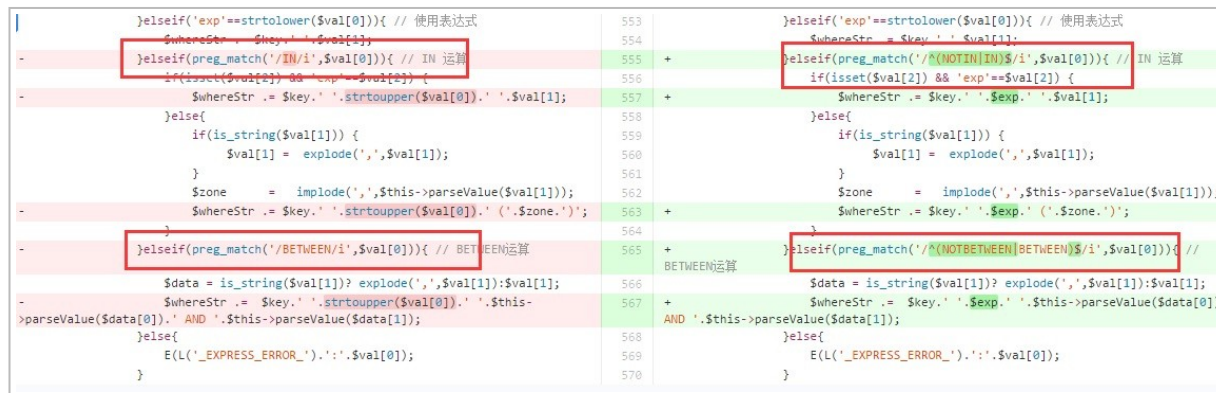 }elseif('exp'==strtolower($val[0])){ // 使用表达式
$whereStr .= $key.' '.$val[1];
- }elseif(preg_match('/IN/i',$val[0])){ // IN 运算
if(isset($val[2]) && 'exp'==$val[2]) {
- $whereStr .= $key.' '.strtoupper($val[0]).' '.$val[1];
}else{
if(is_string($val[1])) {
$val[1] = explode(',',$val[1]);
}
$zone = implode(',',$this->parseValue($val[1]));
- $whereStr .= $key.' '.strtoupper($val[0]).' ('.$zone.')';
}
- }elseif(preg_match('/BETWEEN/i',$val[0])){ // BETWEEN运算
$data = is_string($val[1])? explode(',',$val[1]):$val[1];
- $whereStr .= $key.' '.strtoupper($val[0]).' '.$this-
>parseValue($data[0]).' AND '.$this->parseValue($data[1]);
}else{
E(L('_EXPRESS_ERROR_').':'.$val[0]);
}
553 }elseif('exp'==strtolower($val[0])){ // 使用表达式
554 $whereStr .= $key.' '.$val[1];
555 + }elseif(preg_match('/^(NOTIN|IN)$/i',$val[0])){ // IN 运算
556 if(isset($val[2]) && 'exp'==$val[2]) {
557 + $whereStr .= $key.' '.$exp.' '.$val[1];
558 }else{
559 if(is_string($val[1])) {
560 $val[1] = explode(',',$val[1]);
561 }
562 $zone = implode(',',$this->parseValue($val[1]));
563 + $whereStr .= $key.' '.$exp.' ('.$zone.')';
564 }
565 + }elseif(preg_match('/^(NOTBETWEEN|BETWEEN)$/i',$val[0])){ //
BETWEEN运算
566 $data = is_string($val[1])? explode(',',$val[1]):$val[1];
567 + $whereStr .= $key.' '.$exp.' '.$this->parseValue($data[0]
AND '.$this->parseValue($data[1]);
568 }else{
569 E(L('_EXPRESS_ERROR_').':'.$val[0]);
570 }